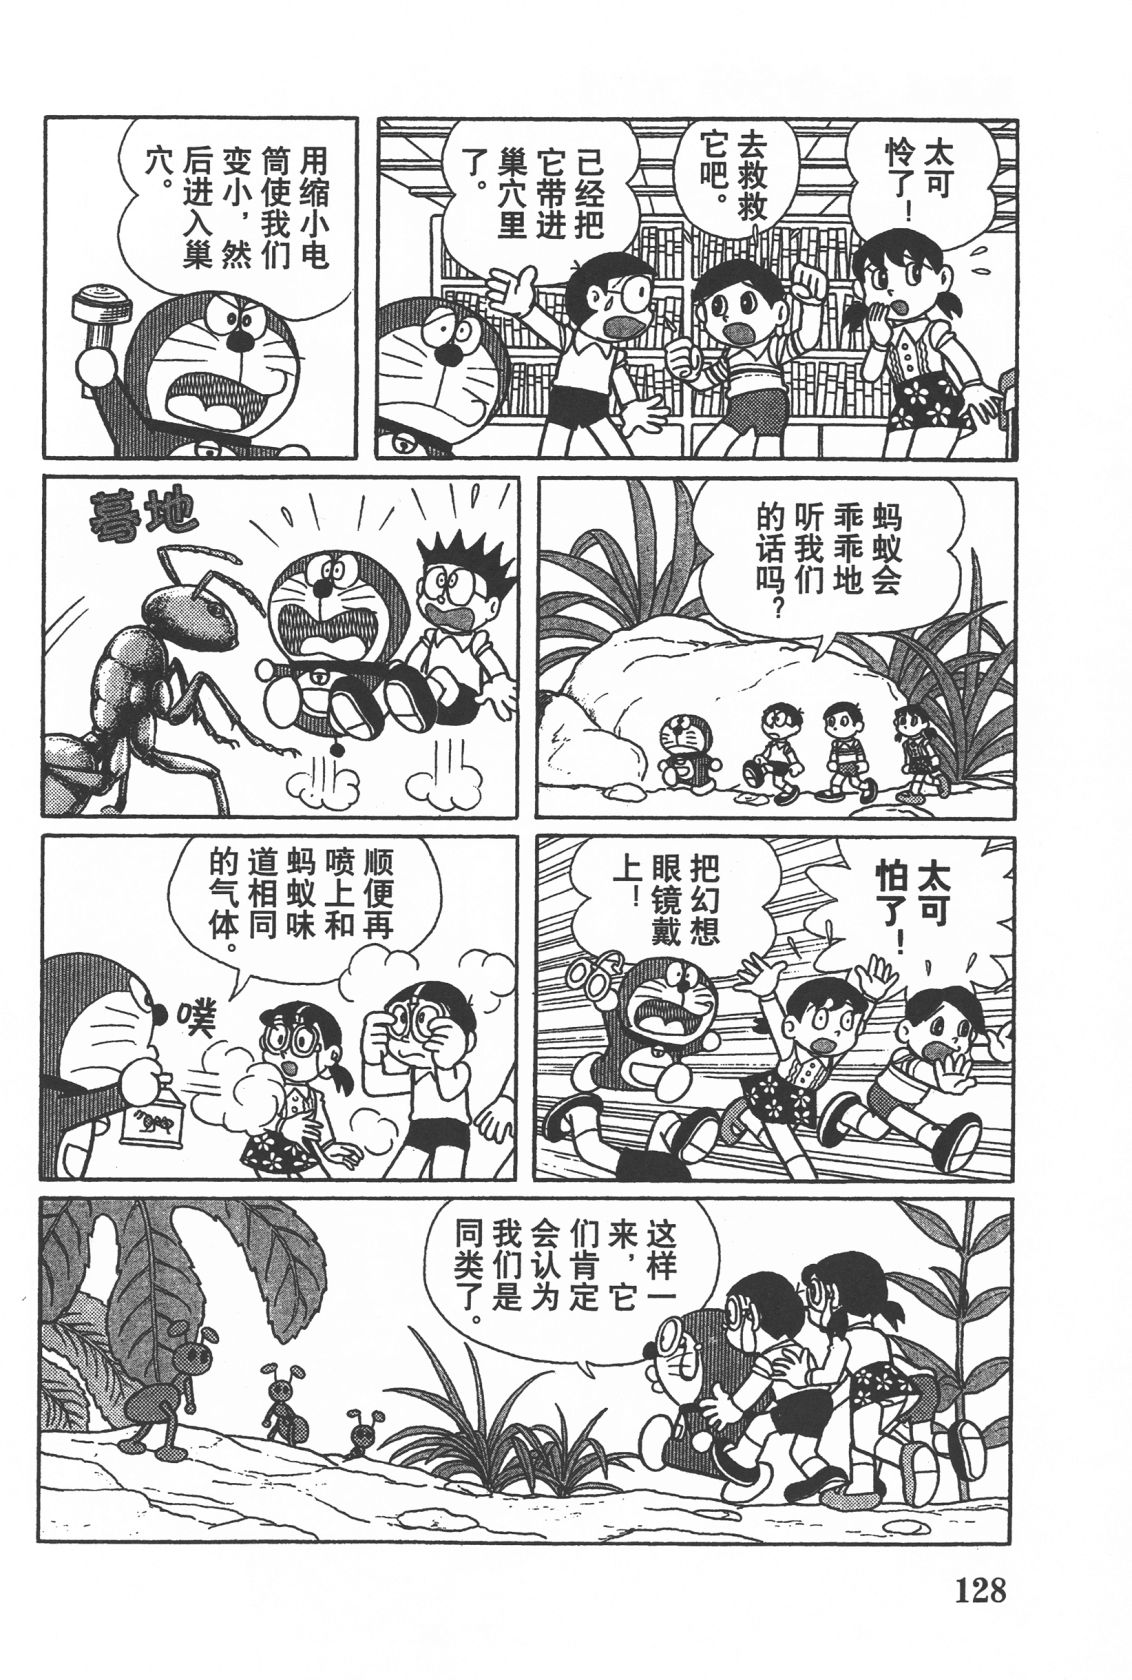 太可
怜了！
去救救
它吧。
已经把
它带进
巢穴里
了。
用缩小电
筒使我们
变小，然
后进入巢
穴。
蚂蚁会
乖乖地
听我们
的话吗？
蓦地
太可
怕了！
把幻想
眼镜戴
上！
顺便再
喷上和
蚂蚁味
道相同
的气体。
噗
这样一
来，它
们肯定
会认为
我们是
同类了。
128